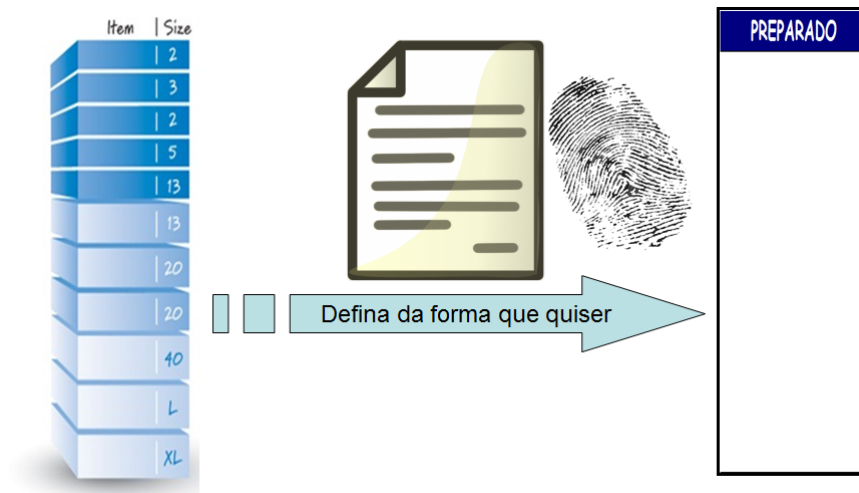 Item | Size
2
3
2
5
13
13
20
20
40
L
XL
Defina da forma que quiser
PREPARADO